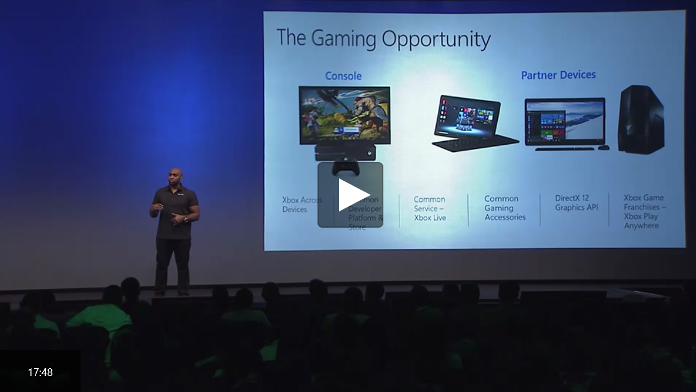 The Gaming Opportunity
Console
Partner Devices
Xbox Across
Devices
Developer
Platform &
Store
Common
Service –
Xbox Live
Common
Gaming
Accessories
DirectX 12
Graphics API
Xbox Game
Franchises –
Xbox Play
Anywhere
17:48